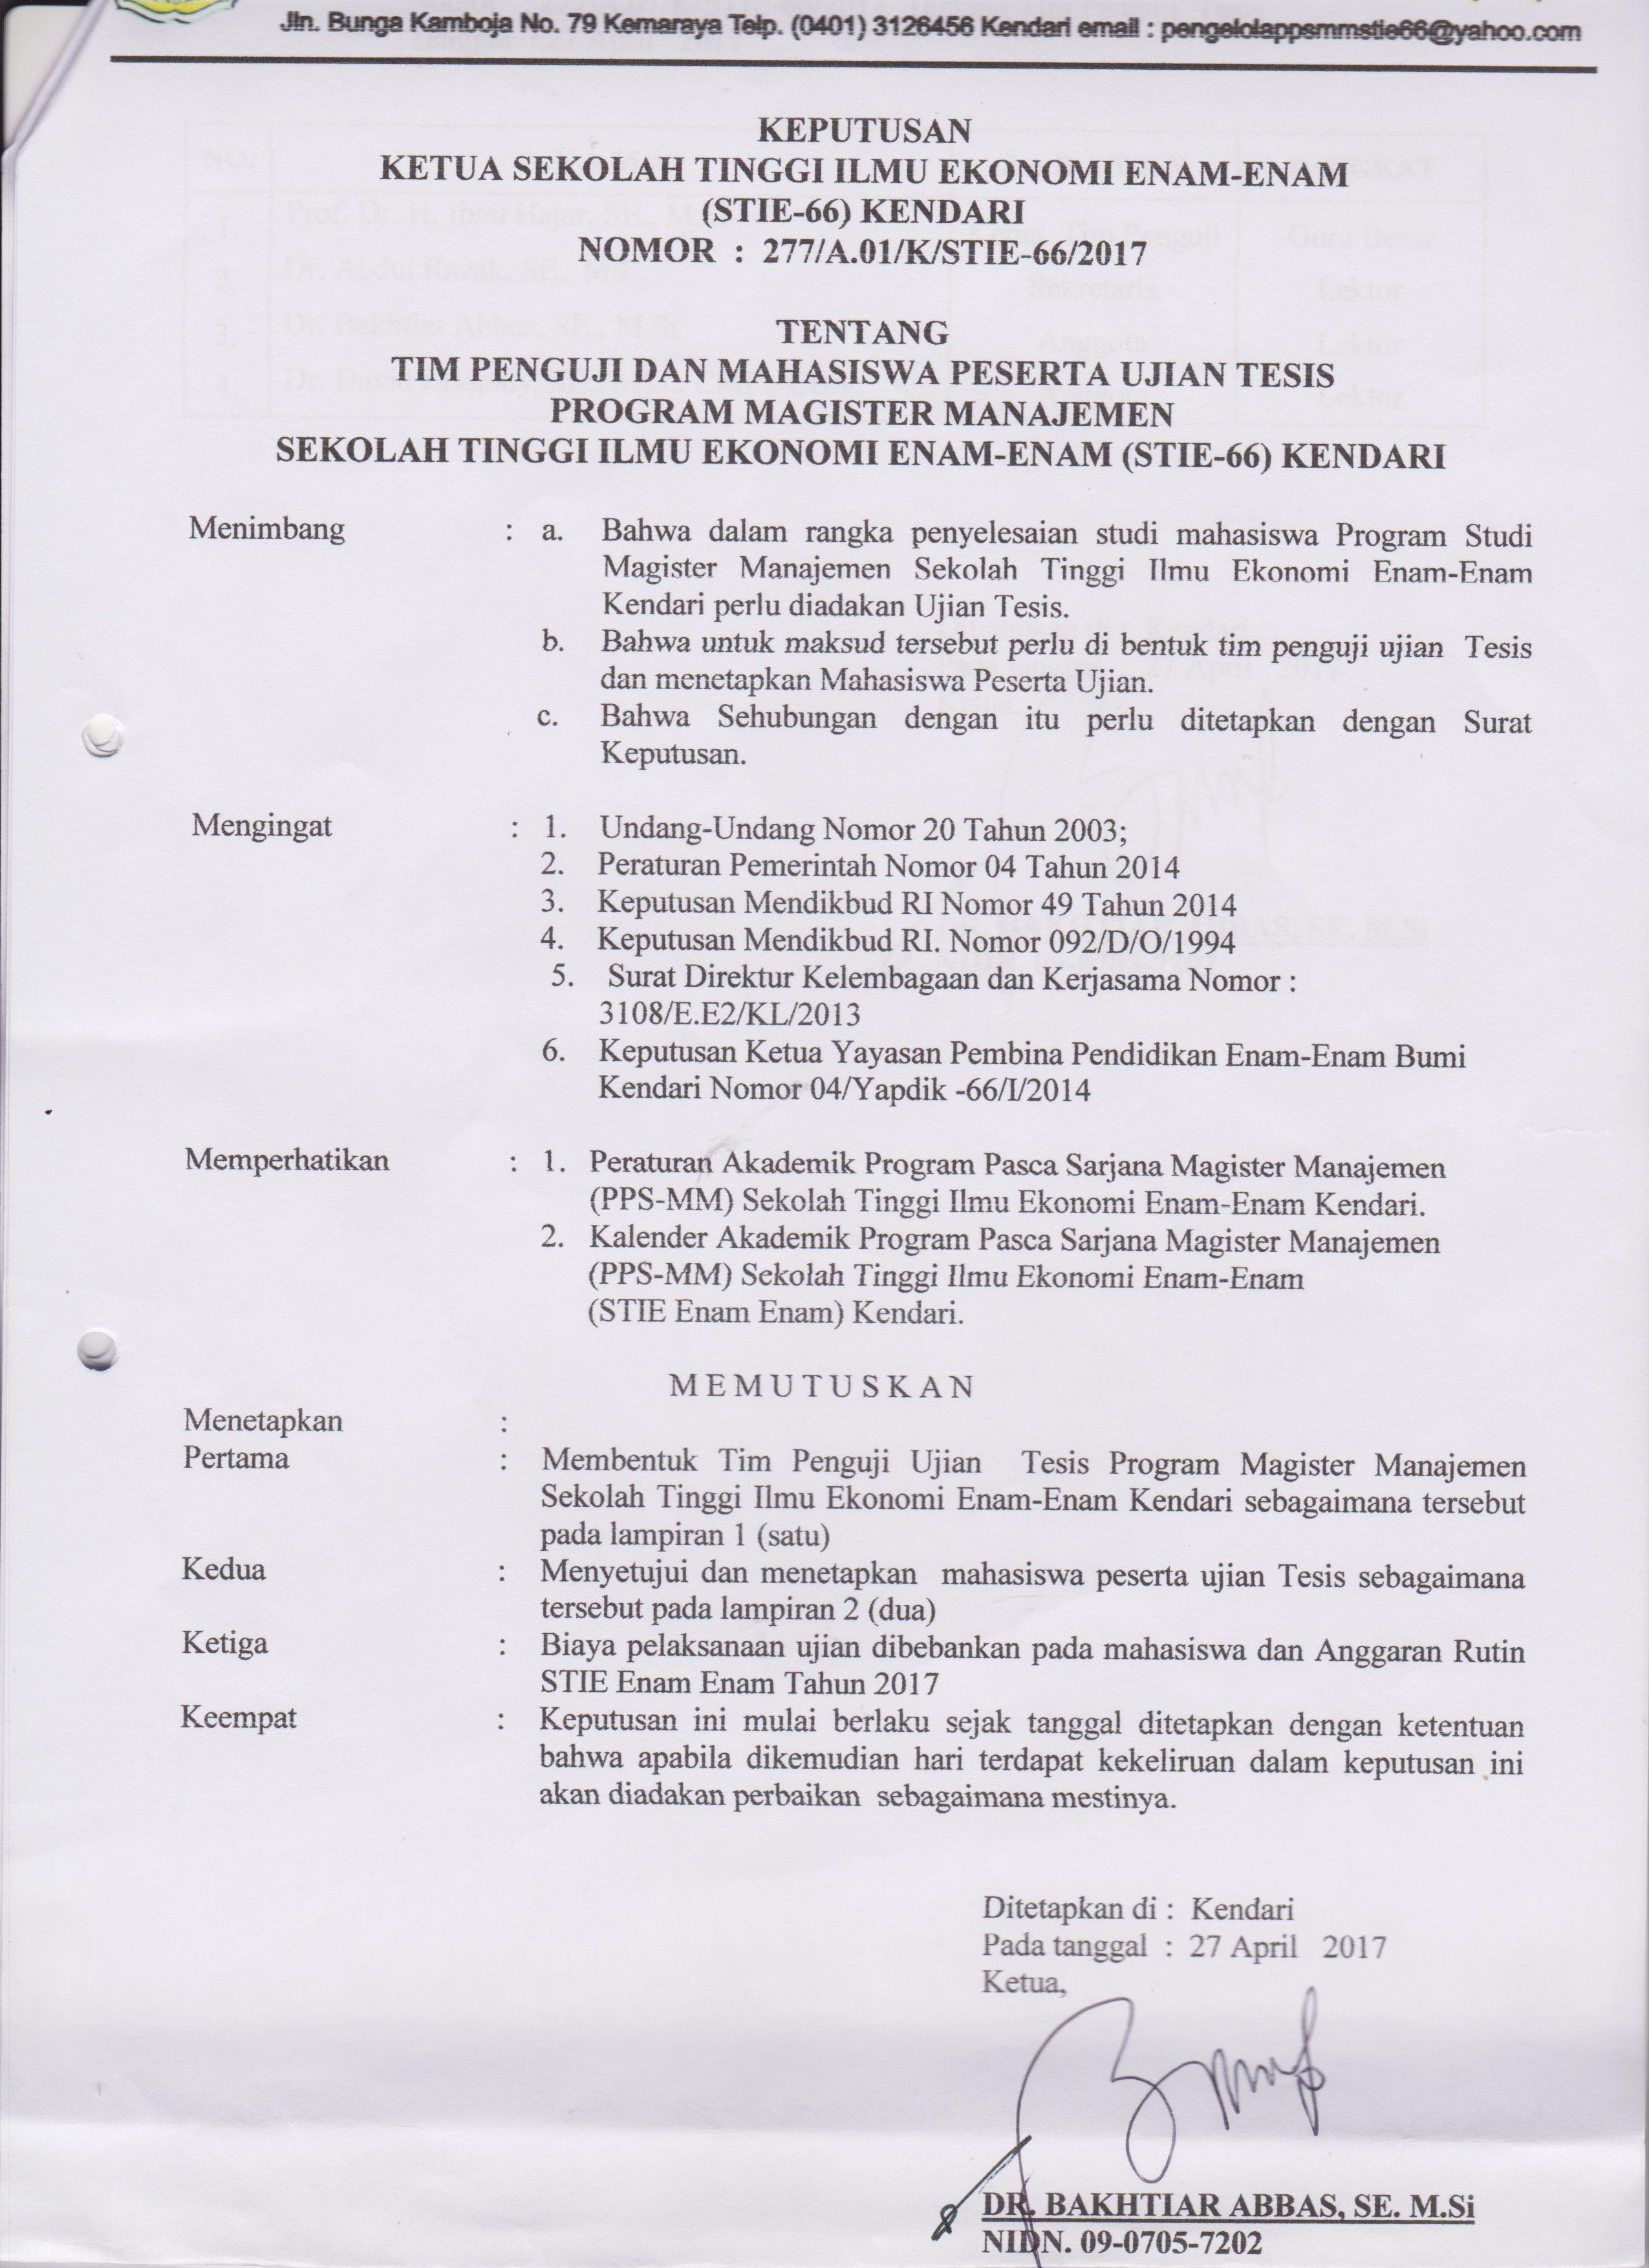 Jln. Bunga Kamboja No. 79 Kemaraya Telp. (0401) 3126456 Kendari email : pengelolappsmmstie66@yahoo.com
KEPUTUSAN
KETUA SEKOLAH TINGGI ILMU EKONOMI ENAM-ENAM
(STIE-66) KENDARI
NOMOR : 277/A.01/K/STIE-66/2017
TENTANG
TIM PENGUJI DAN MAHASISWA PESERTA UJIAN TESIS
PROGRAM MAGISTER MANAJEMEN
SEKOLAH TINGGI ILMU EKONOMI ENAM-ENAM (STIE-66) KENDARI
Menimbang : a. Bahwa dalam rangka penyelesaian studi mahasiswa Program Studi
Magister Manajemen Sekolah Tinggi Ilmu Ekonomi Enam-Enam
Kendari perlu diadakan Ujian Tesis.
b. Bahwa untuk maksud tersebut perlu di bentuk tim penguji ujian Tesis
dan menetapkan Mahasiswa Peserta Ujian.
c. Bahwa Sehubungan dengan itu perlu ditetapkan dengan Surat
Keputusan.
Mengingat : 1. Undang-Undang Nomor 20 Tahun 2003;
2. Peraturan Pemerintah Nomor 04 Tahun 2014
3. Keputusan Mendikbud RI Nomor 49 Tahun 2014
4. Keputusan Mendikbud RI. Nomor 092/D/O/1994
5. Surat Direktur Kelembagaan dan Kerjasama Nomor :
3108/E.E2/KL/2013
6. Keputusan Ketua Yayasan Pembina Pendidikan Enam-Enam Bumi
Kendari Nomor 04/Yapdik -66/I/2014
Memperhatikan : 1. Peraturan Akademik Program Pasca Sarjana Magister Manajemen
(PPS-MM) Sekolah Tinggi Ilmu Ekonomi Enam-Enam Kendari.
2. Kalender Akademik Program Pasca Sarjana Magister Manajemen
(PPS-MM) Sekolah Tinggi Ilmu Ekonomi Enam-Enam
(STIE Enam Enam) Kendari.
M E M U T U S K A N
Menetapkan :
Pertama : Membentuk Tim Penguji Ujian Tesis Program Magister Manajemen
Sekolah Tinggi Ilmu Ekonomi Enam-Enam Kendari sebagaimana tersebut
pada lampiran 1 (satu)
Kedua : Menyetujui dan menetapkan mahasiswa peserta ujian Tesis sebagaimana
tersebut pada lampiran 2 (dua)
Ketiga : Biaya pelaksanaan ujian dibebankan pada mahasiswa dan Anggaran Rutin
STIE Enam Enam Tahun 2017
Keempat : Keputusan ini mulai berlaku sejak tanggal ditetapkan dengan ketentuan
bahwa apabila dikemudian hari terdapat kekeliruan dalam keputusan ini
akan diadakan perbaikan sebagaimana mestinya.
Ditetapkan di : Kendari
Pada tanggal : 27 April 2017
Ketua,
DR. BAKHTIAR ABBAS, SE. M.Si
NIDN. 09-0705-7202